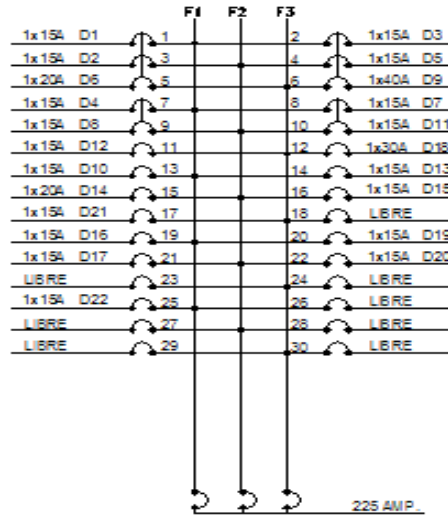 F1 F2 F3
1x15A D1 1 2 1x15A D3
1x15A D2 3 4 1x15A D5
1x20A D6 5 6 1x40A D9
1x15A D4 7 8 1x15A D7
1x15A D8 9 10 1x15A D11
1x15A D12 11 12 1x30A D18
1x15A D10 13 14 1x15A D13
1x20A D14 15 16 1x15A D15
1x15A D21 17 18 LIBRE
1x15A D16 19 20 1x15A D19
1x15A D17 21 22 1x15A D20
LIBRE 23 24 LIBRE
1x15A D22 25 26 LIBRE
LIBRE 27 28 LIBRE
LIBRE 29 30 LIBRE
225 AMP.